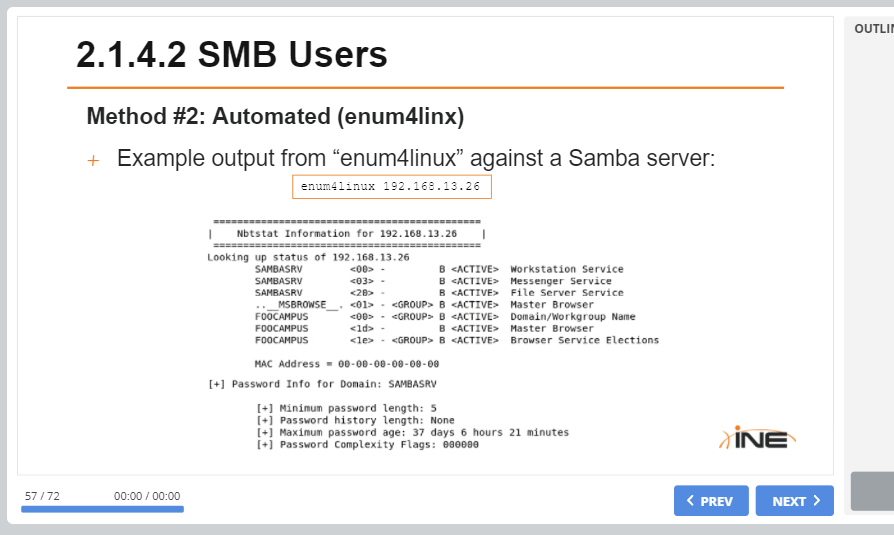 OUTLIN
2.1.4.2 SMB Users
Method #2: Automated (enum4linx)
+ Example output from “enum4linux” against a Samba server:
enum4linux 192.168.13.26
===============================================
| Nbtstat Information for 192.168.13.26 |
===============================================
Looking up status of 192.168.13.26
SAMBASRV <00> - B <ACTIVE> Workstation Service
SAMBASRV <03> - B <ACTIVE> Messenger Service
SAMBASRV <20> - B <ACTIVE> File Server Service
..__MSBROWSE__. <01> - <GROUP> B <ACTIVE> Master Browser
FOOCAMPUS <00> - <GROUP> B <ACTIVE> Domain/Workgroup Name
FOOCAMPUS <1d> - B <ACTIVE> Master Browser
FOOCAMPUS <1e> - <GROUP> B <ACTIVE> Browser Service Elections
MAC Address = 00-00-00-00-00-00
[+] Password Info for Domain: SAMBASRV
[+] Minimum password length: 5
[+] Password history length: None
[+] Maximum password age: 37 days 6 hours 21 minutes
[+] Password Complexity Flags: 000000
iNE
57 / 72
00:00 / 00:00
PREV
NEXT